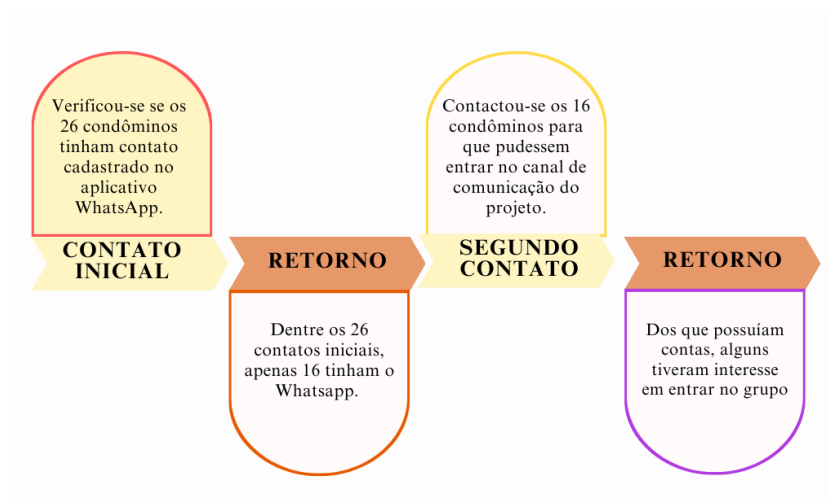 Verificou-se se os
26 condôminos
tinham contato
cadastrado no
aplicativo
WhatsApp.
CONTATO
INICIAL
RETORNO
Dentre os 26
contatos iniciais,
apenas 16 tinham o
Whatsapp.
Contactou-se os 16
condôminos para
que pudessem
entrar no canal de
comunicação do
projeto.
SEGUNDO
CONTATO
RETORNO
Dos que possuíam
contas, alguns
tiveram interesse
em entrar no grupo